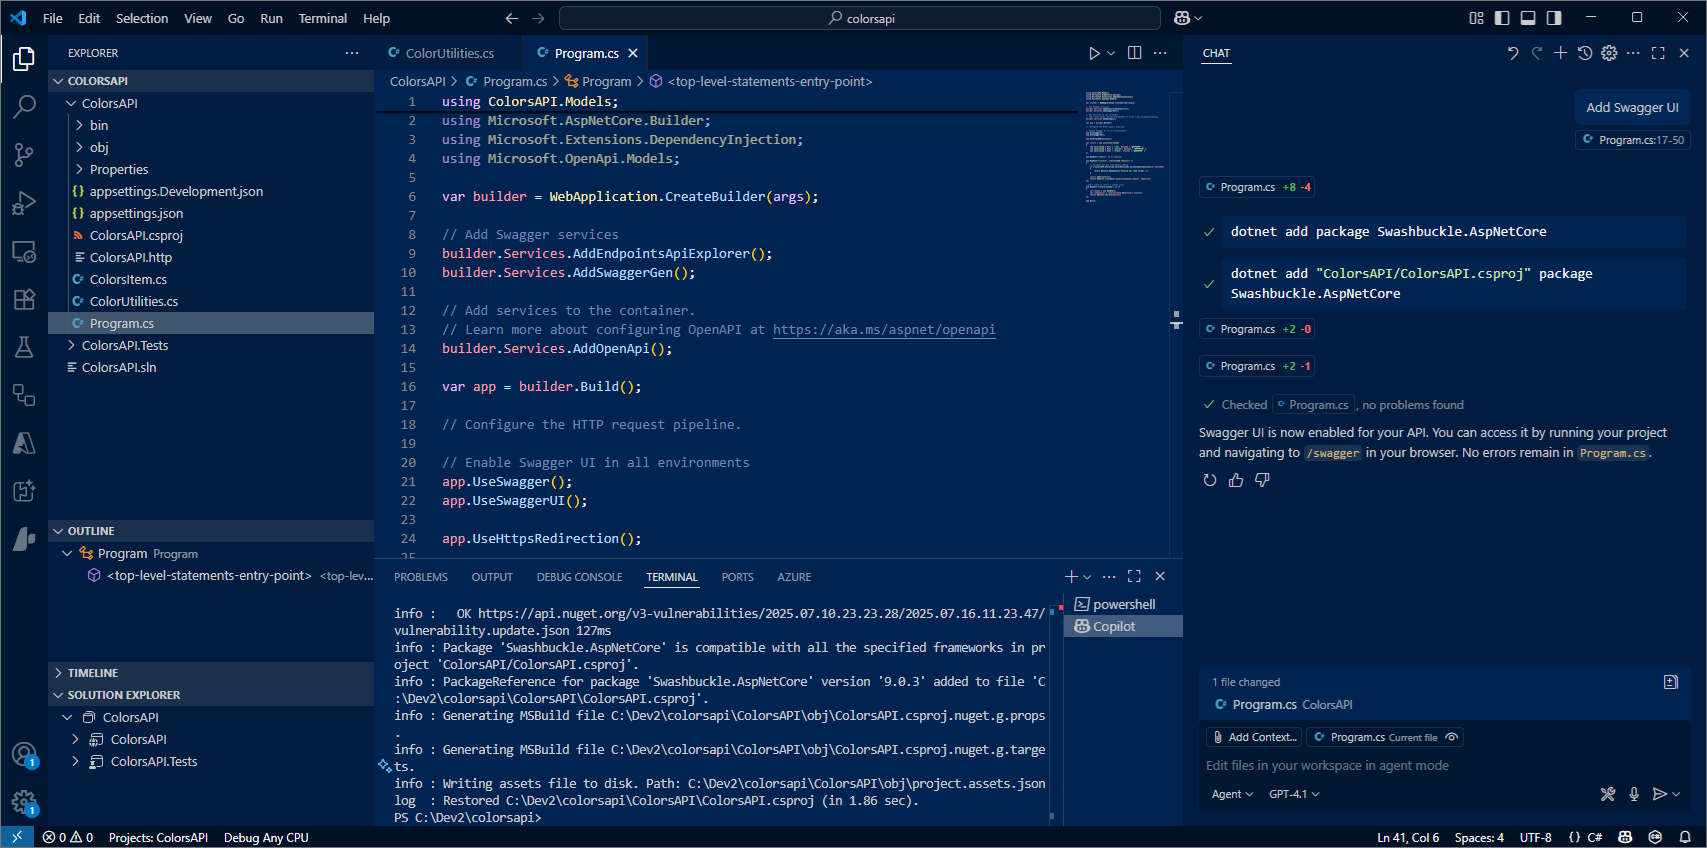 File Edit Selection View Go Run Terminal Help
colorsapi
EXPLORER
COLORSAPI
ColorsAPI
bin
obj
Properties
{} appsettings.Development.json
{} appsettings.json
ColorsAPI.csproj
ColorsAPI.http
ColorsItem.cs
ColorUtilities.cs
Program.cs
ColorsAPI.Tests
ColorsAPI.sln
OUTLINE
Program Program
<top-level-statements-entry-point> <top-lev...
TIMELINE
SOLUTION EXPLORER
ColorsAPI
ColorsAPI
ColorsAPI.Tests
1
1
ColorUtilities.cs Program.cs
ColorsAPI > Program.cs > Program > <top-level-statements-entry-point>
1 using ColorsAPI.Models;
2 using Microsoft.AspNetCore.Builder;
3 using Microsoft.Extensions.DependencyInjection;
4 using Microsoft.OpenApi.Models;
5
6 var builder = WebApplication.CreateBuilder(args);
7
8 // Add Swagger services
9 builder.Services.AddEndpointsApiExplorer();
10 builder.Services.AddSwaggerGen();
11
12 // Add services to the container.
13 // Learn more about configuring OpenAPI at https://aka.ms/aspnet/openapi
14 builder.Services.AddOpenApi();
15
16 var app = builder.Build();
17
18 // Configure the HTTP request pipeline.
19
20 // Enable Swagger UI in all environments
21 app.UseSwagger();
22 app.UseSwaggerUI();
23
24 app.UseHttpsRedirection();
25
PROBLEMS OUTPUT DEBUG CONSOLE TERMINAL PORTS AZURE
info :   OK https://api.nuget.org/v3-vulnerabilities/2025.07.10.23.23.28/2025.07.16.11.23.47/
vulnerability.update.json 127ms
info : Package 'Swashbuckle.AspNetCore' is compatible with all the specified frameworks in pr
oject 'ColorsAPI/ColorsAPI.csproj'.
info : PackageReference for package 'Swashbuckle.AspNetCore' version '9.0.3' added to file 'C
:\Dev2\colorsapi\ColorsAPI\ColorsAPI.csproj'.
info : Generating MSBuild file C:\Dev2\colorsapi\ColorsAPI\obj\ColorsAPI.csproj.nuget.g.props
.
info : Generating MSBuild file C:\Dev2\colorsapi\ColorsAPI\obj\ColorsAPI.csproj.nuget.g.targe
ts.
info : Writing assets file to disk. Path: C:\Dev2\colorsapi\ColorsAPI\obj\project.assets.json
log  : Restored C:\Dev2\colorsapi\ColorsAPI\ColorsAPI.csproj (in 1.86 sec).
PS C:\Dev2\colorsapi>
powershell
Copilot
CHAT
Add Swagger UI
Program.cs:17-50
Program.cs +8 -4
dotnet add package Swashbuckle.AspNetCore
dotnet add "ColorsAPI/ColorsAPI.csproj" package
Swashbuckle.AspNetCore
Program.cs +2 -0
Program.cs +2 -1
Checked Program.cs, no problems found
Swagger UI is now enabled for your API. You can access it by running your project
and navigating to /swagger in your browser. No errors remain in Program.cs.
1 file changed
Program.cs ColorsAPI
Add Context... Program.cs Current file
Edit files in your workspace in agent mode
Agent GPT-4.1
0 0 Projects: ColorsAPI Debug Any CPU
Ln 41, Col 6 Spaces: 4 UTF-8 {} C#